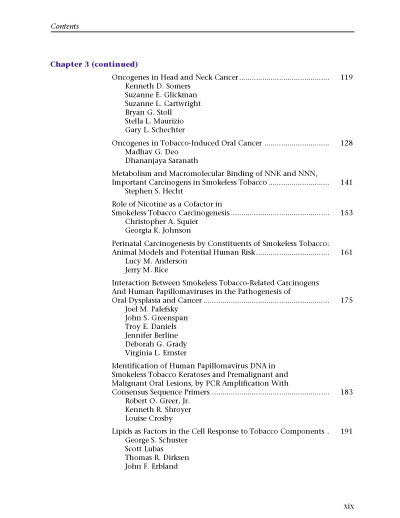 Contents
Chapter 3 (continued)
Oncogenes in Head and Neck Cancer ........................................... 119
Kenneth D. Somers
Suzanne E. Glickman
Suzanne L. Cartwright
Bryan G. Stoll
Stella L. Maurizio
Gary L. Schechter
Oncogenes in Tobacco-Induced Oral Cancer ............................... 128
Madhav G. Deo
Dhananjaya Saranath
Metabolism and Macromolecular Binding of NNK and NNN,
Important Carcinogens in Smokeless Tobacco ............................. 141
Stephen S. Hecht
Role of Nicotine as a Cofactor in
Smokeless Tobacco Carcinogenesis ............................................... 153
Christopher A. Squier
Georgia K. Johnson
Perinatal Carcinogenesis by Constituents of Smokeless Tobacco:
Animal Models and Potential Human Risk ................................... 161
Lucy M. Anderson
Jerry M. Rice
Interaction Between Smokeless Tobacco-Related Carcinogens
And Human Papillomaviruses in the Pathogenesis of
Oral Dysplasia and Cancer ............................................................ 175
Joel M. Palefsky
John S. Greenspan
Troy E. Daniels
Jennifer Berline
Deborah G. Grady
Virginia L. Ernster
Identification of Human Papillomavirus DNA in
Smokeless Tobacco Keratoses and Premalignant and
Malignant Oral Lesions, by PCR Amplification With
Consensus Sequence Primers ........................................................ 183
Robert O. Greer, Jr.
Kenneth R. Shroyer
Louise Crosby
Lipids as Factors in the Cell Response to Tobacco Components . 191
George S. Schuster
Scott Lubas
Thomas R. Dirksen
John F. Erbland
xix